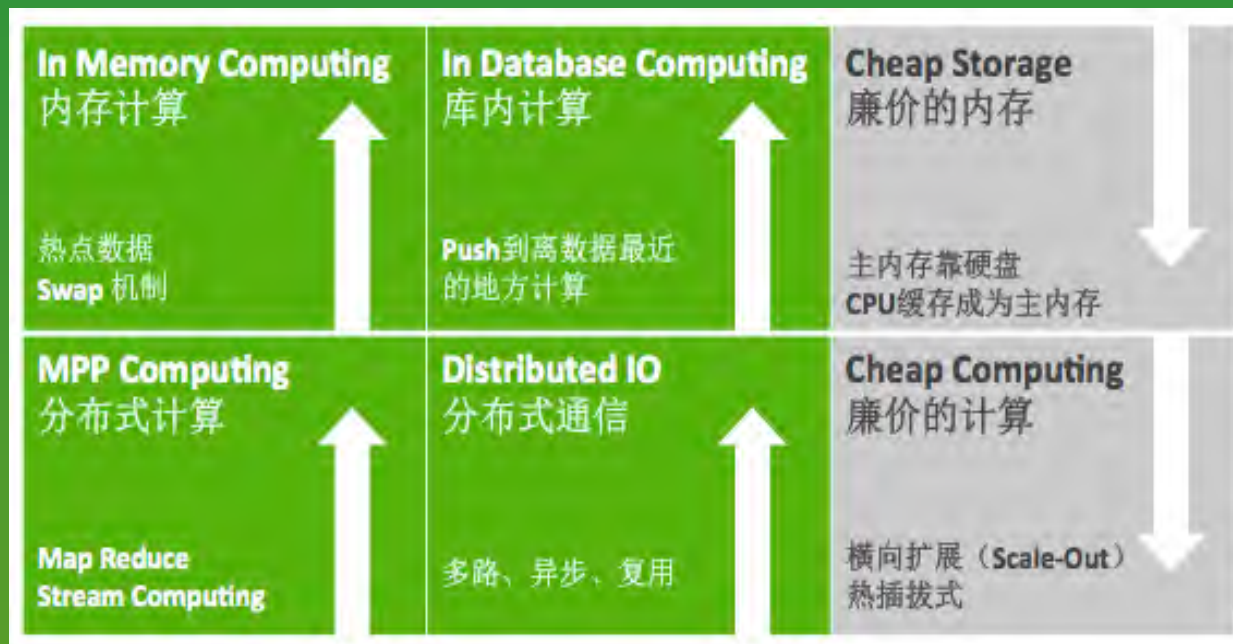 In Memory Computing
内存计算
热点数据
Swap 机制
In Database Computing
库内计算
Push到离数据最近
的地方计算
Cheap Storage
廉价的内存
主内存靠硬盘
CPU缓存成为主内存
MPP Computing
分布式计算
Map Reduce
Stream Computing
Distributed IO
分布式通信
多路、异步、复用
Cheap Computing
廉价的计算
横向扩展（Scale-Out）
热插拔式